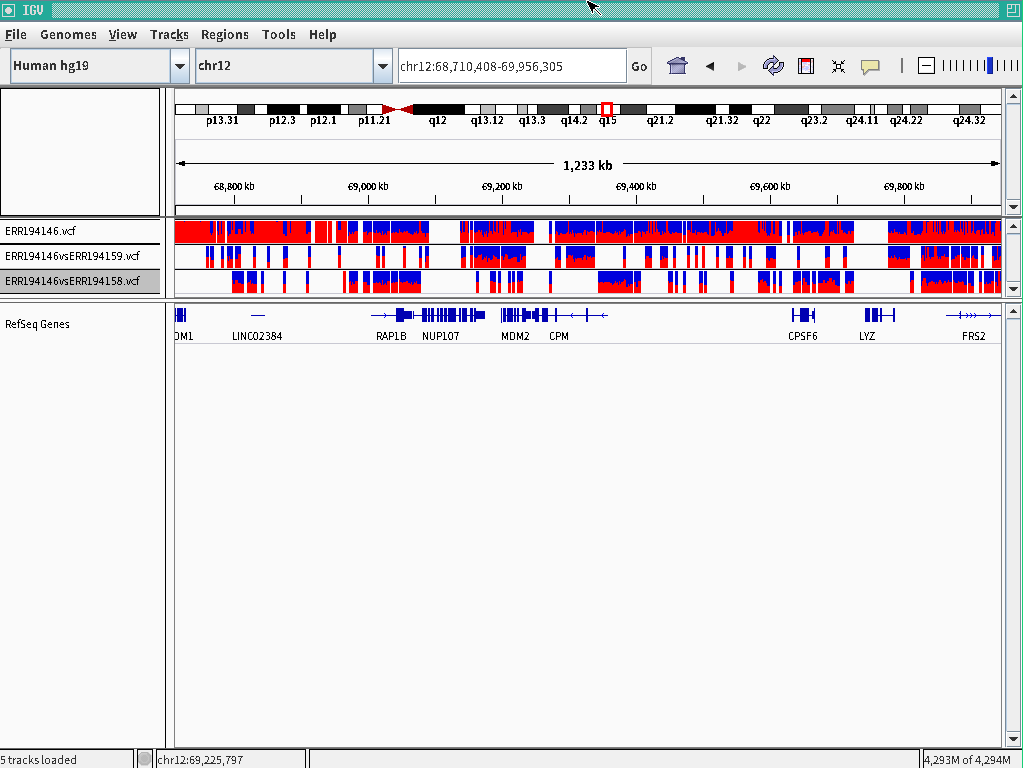 IGV
File Genomes View Tracks Regions Tools Help
Human hg19 chr12 chr12:68,710,408-69,956,305 Go
p13.31 p12.3 p12.1 p11.21 q12 q13.12 q13.3 q14.2 q15 q21.2 q21.32 q22 q23.2 q24.11 q24.22 q24.32
1,233 kb
68,800 kb 69,000 kb 69,200 kb 69,400 kb 69,600 kb 69,800 kb
ERR194146.vcf
ERR194146vsERR194159.vcf
ERR194146vsERR194158.vcf
RefSeq Genes
OM1 LINC02384 RAP1B NUP107 MDM2 CPM CPSF6 LYZ FRS2
5 tracks loaded chr12:69,225,797 4,293M of 4,294M